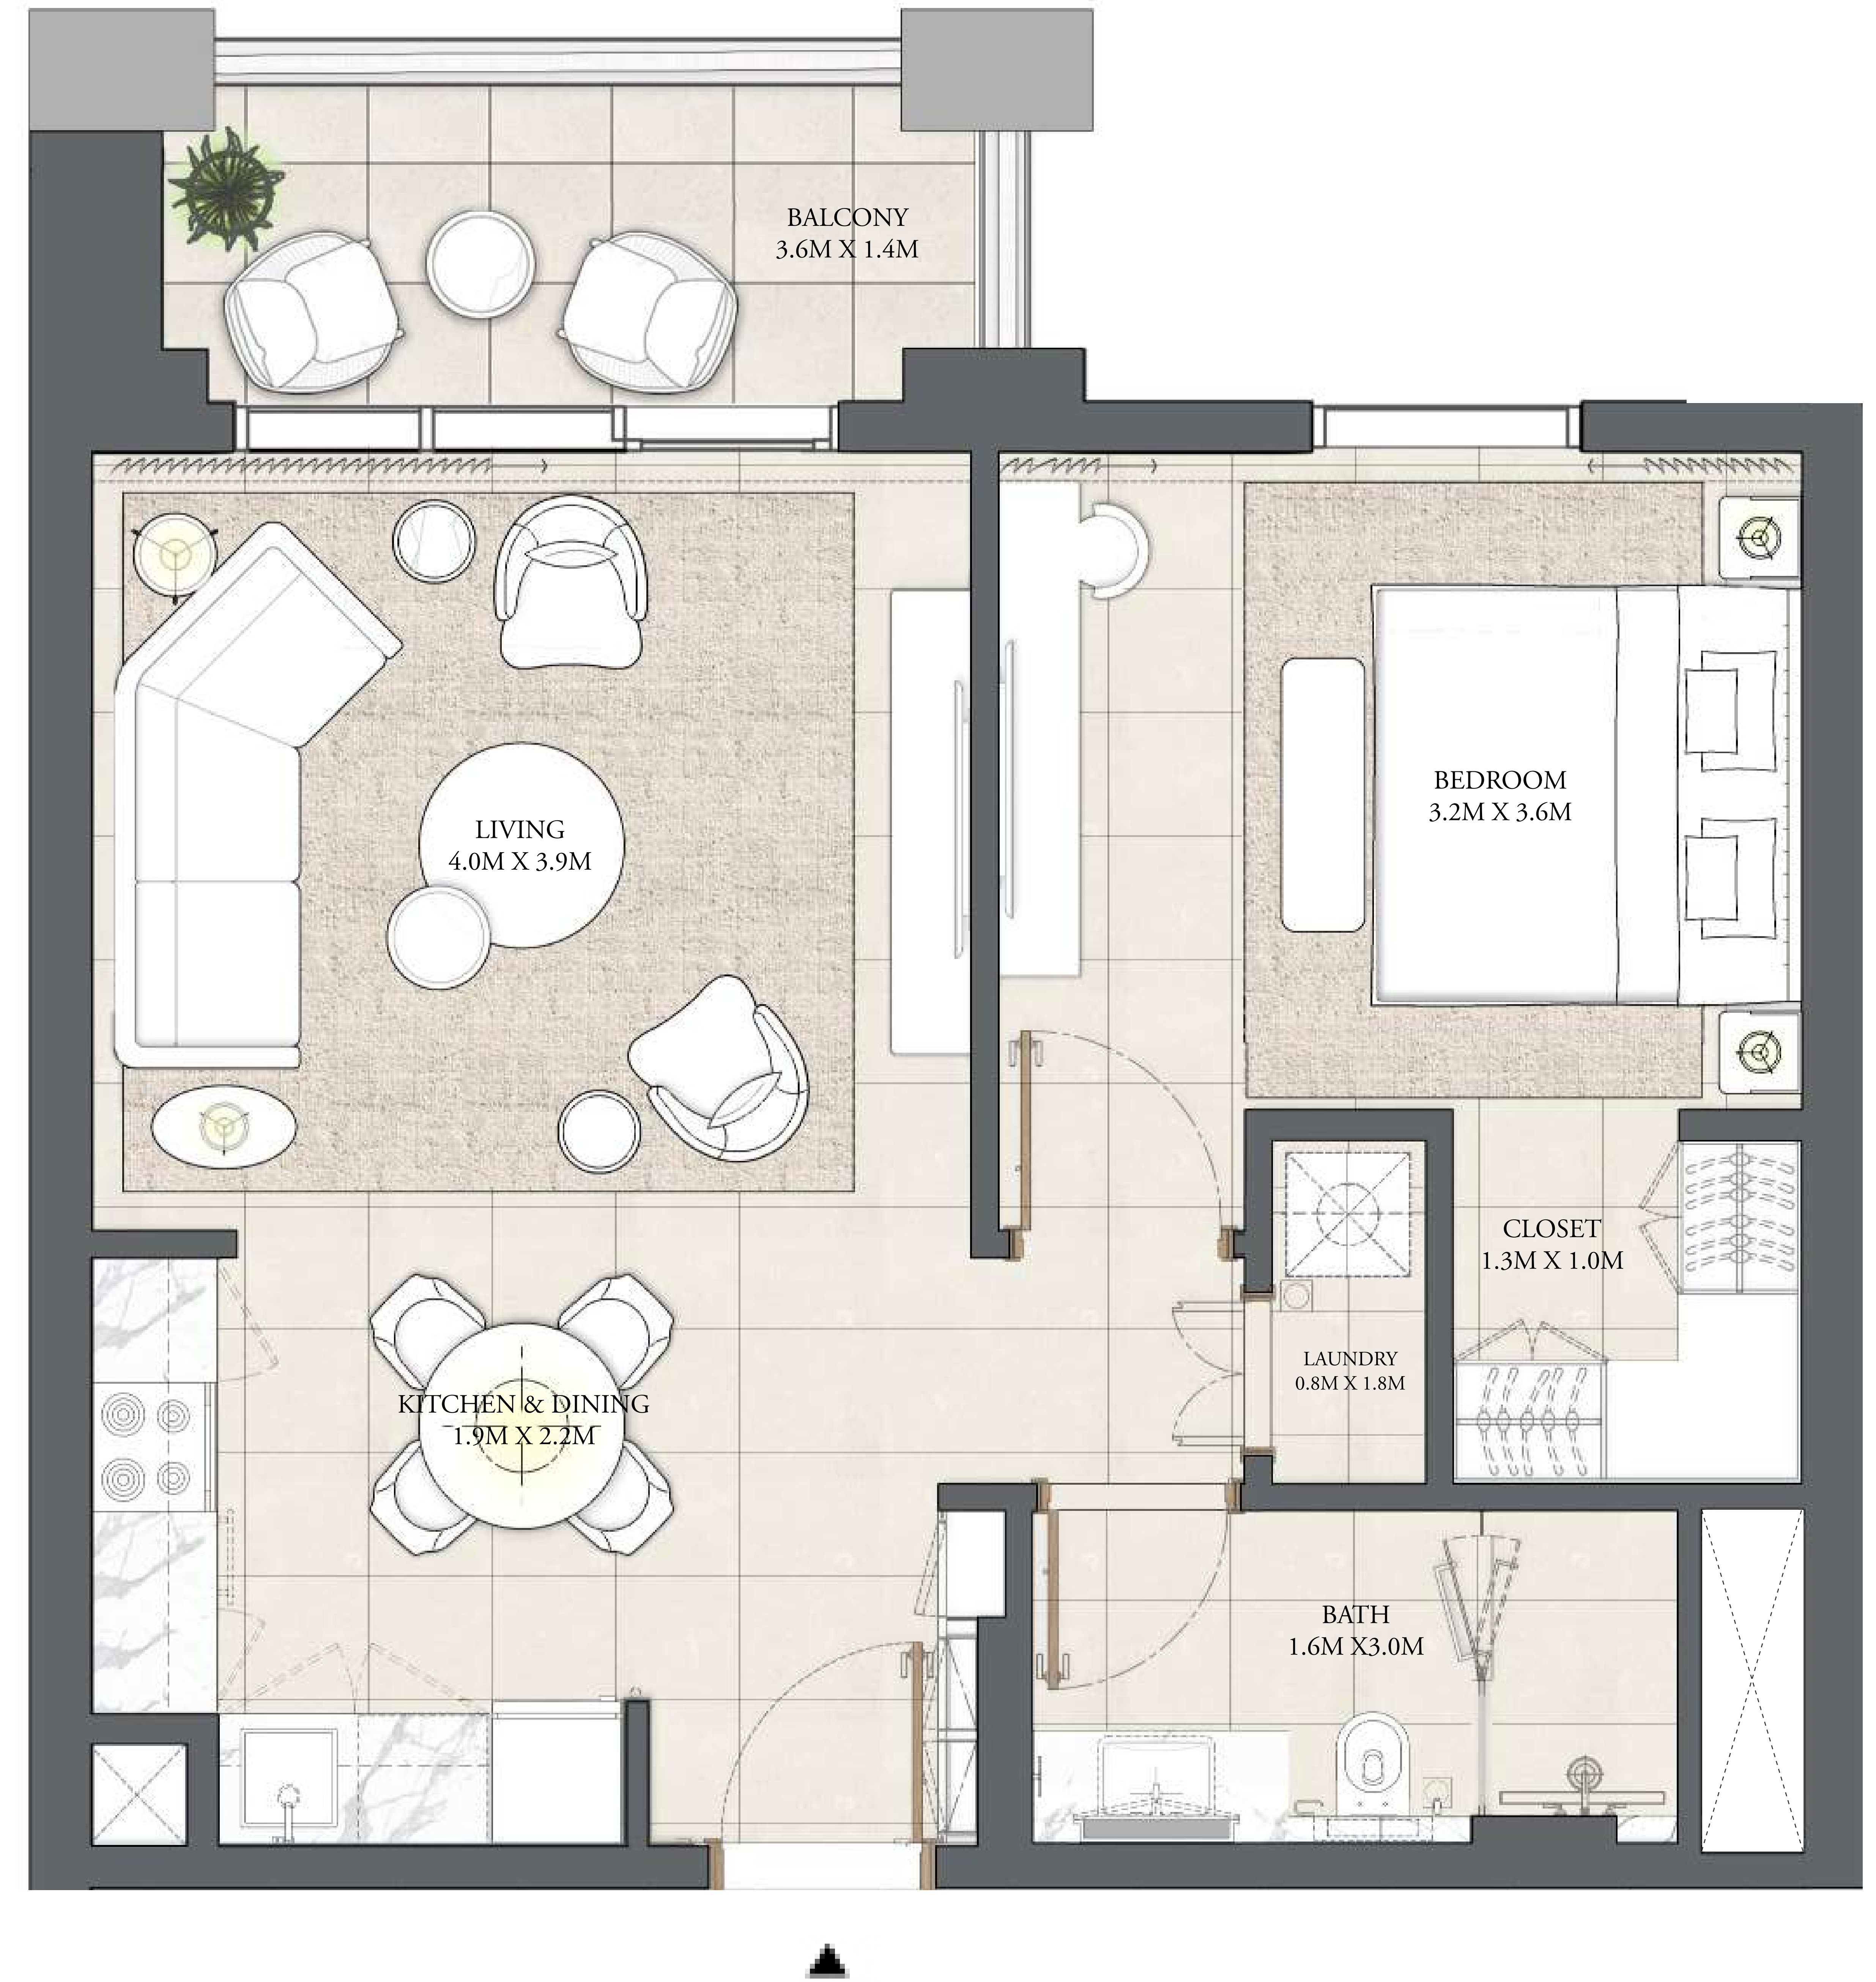 BALCONY
3.6M X 1.4M
LIVING
4.0M X 3.9M
BEDROOM
3.2M X 3.6M
CLOSET
1.3M X 1.0M
LAUNDRY
0.8M X 1.8M
KITCHEN & DINING
1.9M X 2.2M
BATH
1.6M X3.0M